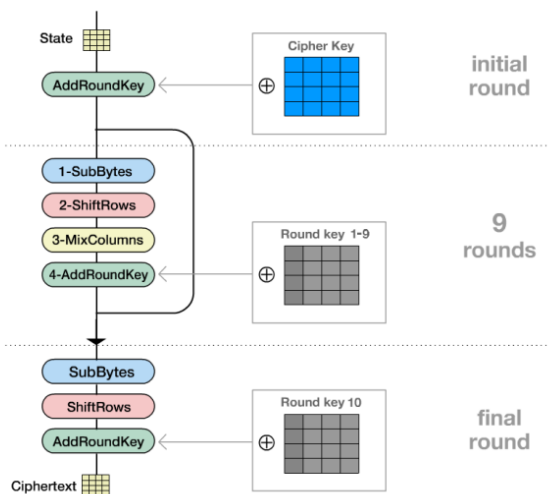 State
Cipher Key
AddRoundKey
⊕
initial
round
1-SubBytes
2-ShiftRows
3-MixColumns
4-AddRoundKey
Round key 1-9
⊕
9
rounds
SubBytes
ShiftRows
AddRoundKey
Round key 10
⊕
final
round
Ciphertext